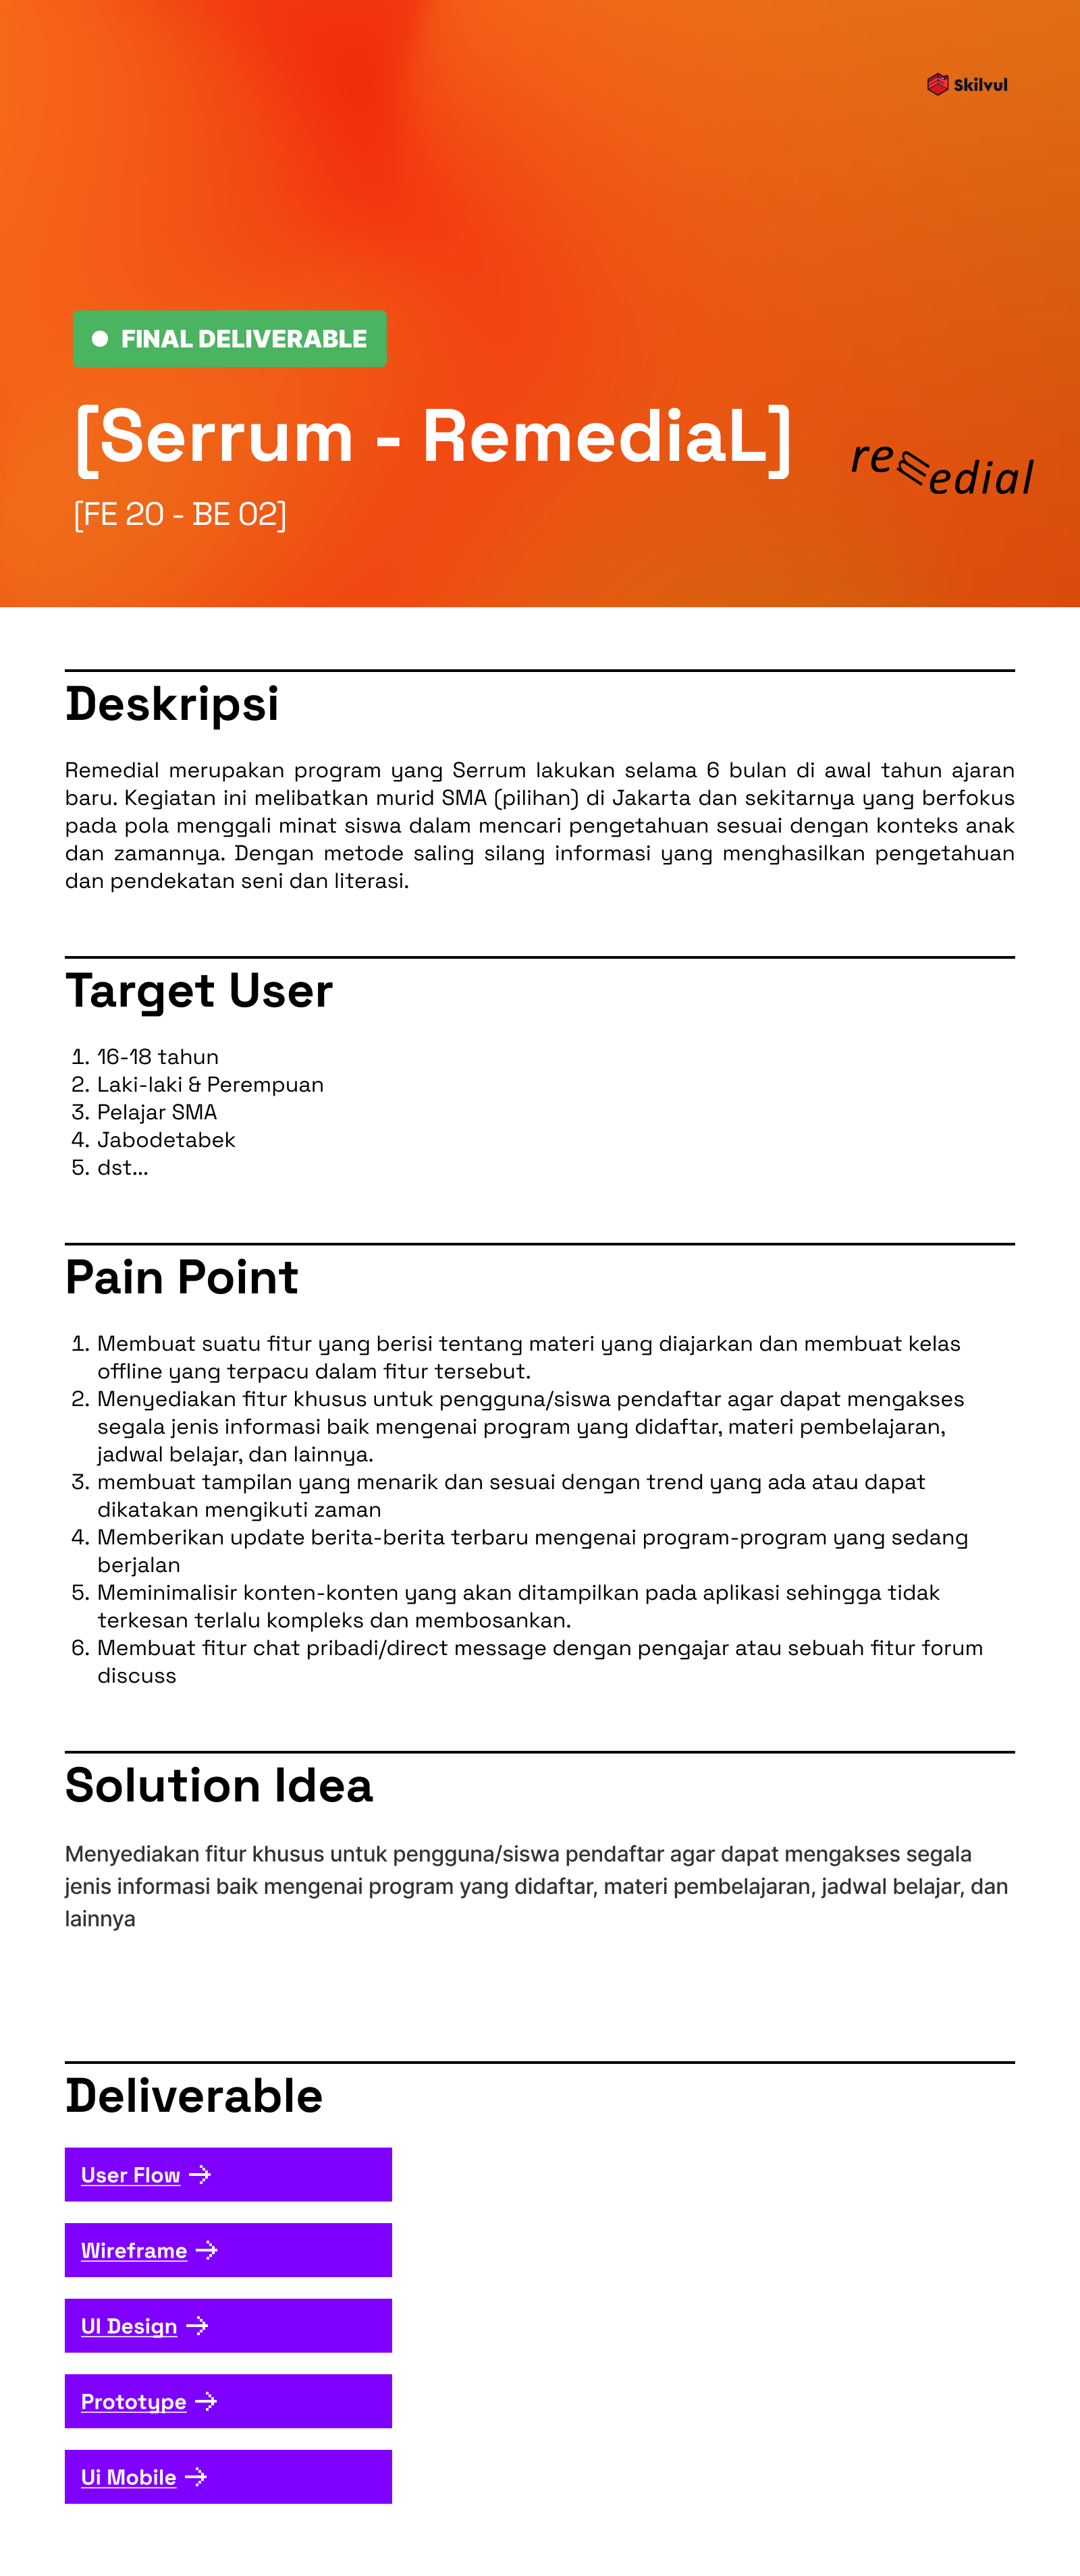 Skilvul
FINAL DELIVERABLE
[Serrum - RemediaL]
remedial
[FE 20 - BE 02]
Deskripsi
Remedial merupakan program yang Serrum lakukan selama 6 bulan di awal tahun ajaran
baru. Kegiatan ini melibatkan murid SMA (pilihan) di Jakarta dan sekitarnya yang berfokus
pada pola menggali minat siswa dalam mencari pengetahuan sesuai dengan konteks anak
dan zamannya. Dengan metode saling silang informasi yang menghasilkan pengetahuan
dan pendekatan seni dan literasi.
Target User
1. 16-18 tahun
2. Laki-laki & Perempuan
3. Pelajar SMA
4. Jabodetabek
5. dst...
Pain Point
1. Membuat suatu fitur yang berisi tentang materi yang diajarkan dan membuat kelas
offline yang terpacu dalam fitur tersebut.
2. Menyediakan fitur khusus untuk pengguna/siswa pendaftar agar dapat mengakses
segala jenis informasi baik mengenai program yang didaftar, materi pembelajaran,
jadwal belajar, dan lainnya.
3. membuat tampilan yang menarik dan sesuai dengan trend yang ada atau dapat
dikatakan mengikuti zaman
4. Memberikan update berita-berita terbaru mengenai program-program yang sedang
berjalan
5. Meminimalisir konten-konten yang akan ditampilkan pada aplikasi sehingga tidak
terkesan terlalu kompleks dan membosankan.
6. Membuat fitur chat pribadi/direct message dengan pengajar atau sebuah fitur forum
discuss
Solution Idea
Menyediakan fitur khusus untuk pengguna/siswa pendaftar agar dapat mengakses segala
jenis informasi baik mengenai program yang didaftar, materi pembelajaran, jadwal belajar, dan
lainnya
Deliverable
User Flow →
Wireframe →
UI Design →
Prototype →
Ui Mobile →